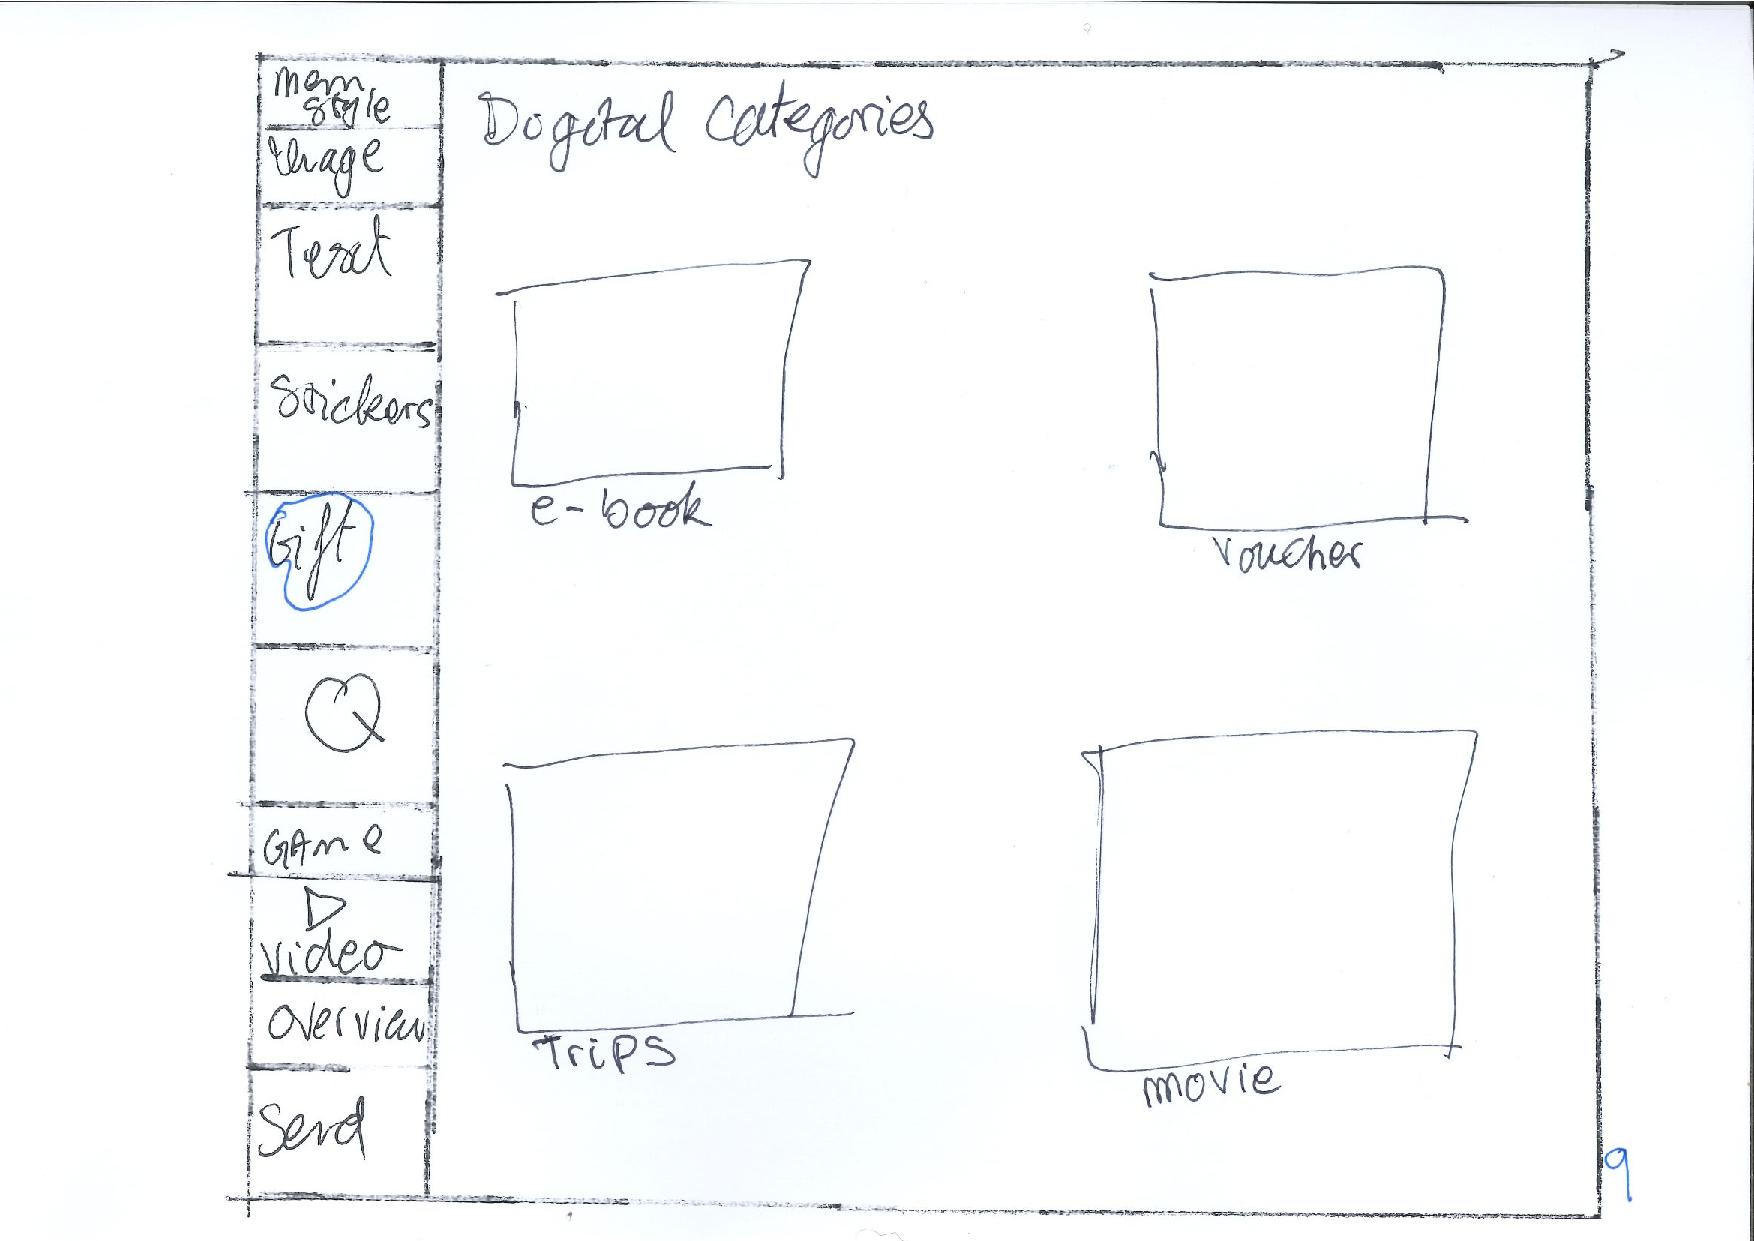 Mem
style
Image
Text
Stickers
Gift
GAme
video
Overview
Send
Dogital Categories
e-book
voucher
Trips
movie
9